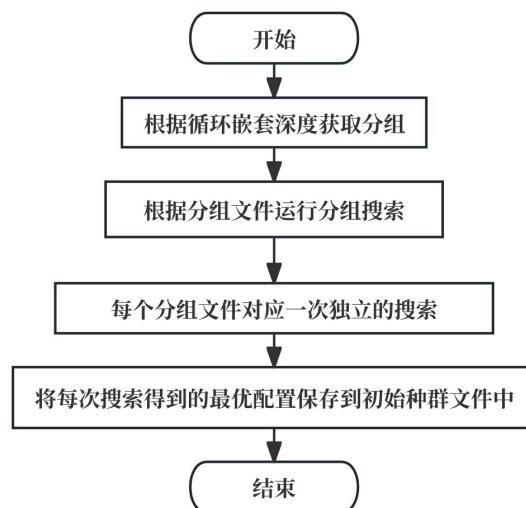 开始
根据循环嵌套深度获取分组
根据分组文件运行分组搜索
每个分组文件对应一次独立的搜索
将每次搜索得到的最优配置保存到初始种群文件中
结束